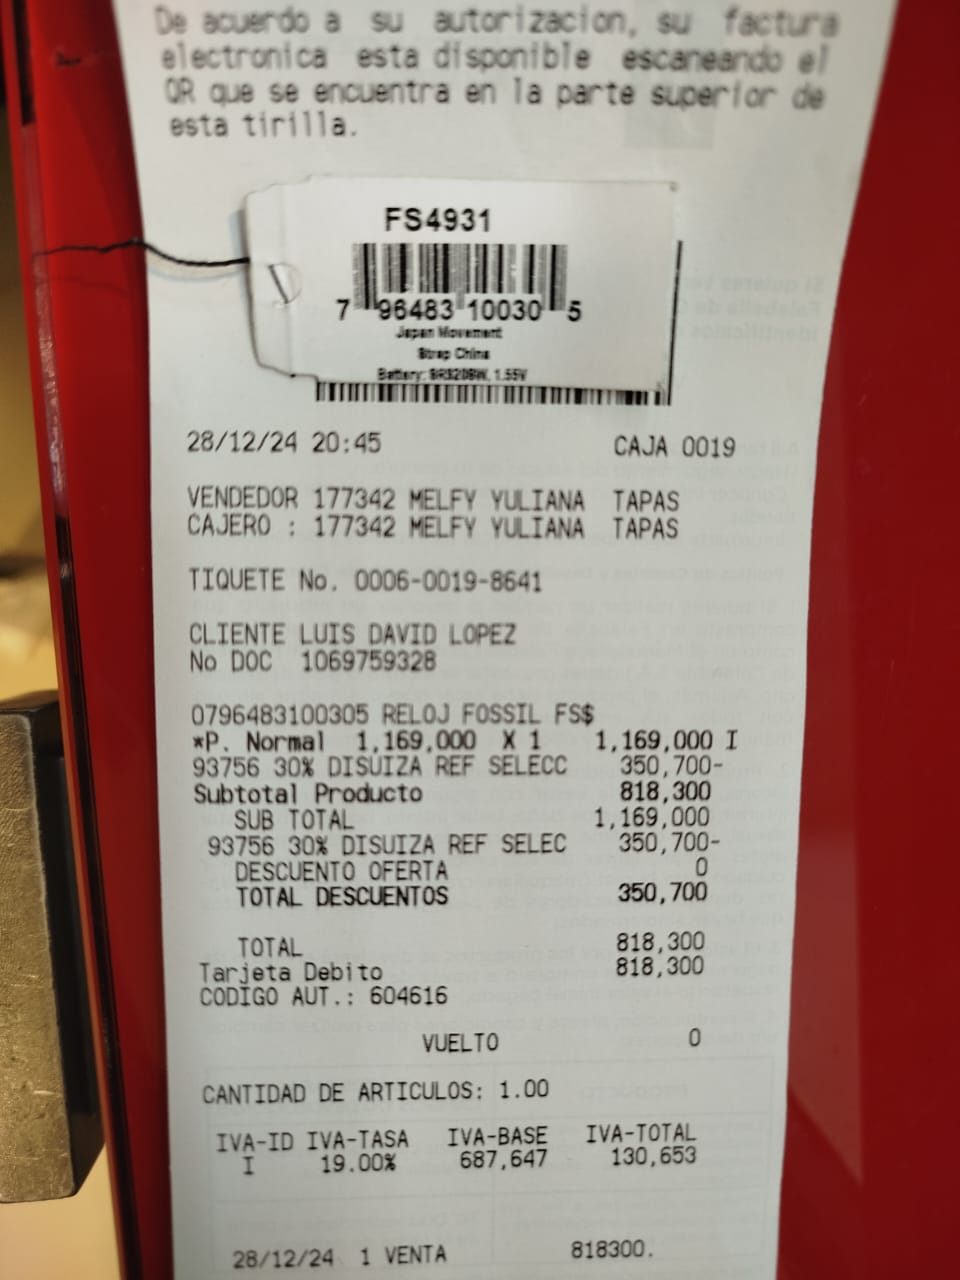 De acuerdo a su autorizacion, su factura
electronica esta disponible escaneando el
QR que se encuentra en la parte superior de
esta tirilla.
FS4931
7 96483 10030 5
Japan Movement
Strap China
Battery: SR920SW, 1.55V
28/12/24 20:45 CAJA 0019
VENDEDOR 177342 MELFY YULIANA TAPAS
CAJERO : 177342 MELFY YULIANA TAPAS
TIQUETE No. 0006-0019-8641
CLIENTE LUIS DAVID LOPEZ
No DOC 1069759328
0796483100305 RELOJ FOSSIL FS$
*P. Normal 1,169,000 X 1 1,169,000 I
93756 30% DISUIZA REF SELECC 350,700-
Subtotal Producto 818,300
SUB TOTAL 1,169,000
93756 30% DISUIZA REF SELEC 350,700-
DESCUENTO OFERTA 0
TOTAL DESCUENTOS 350,700
TOTAL 818,300
Tarjeta Debito 818,300
CODIGO AUT.: 604616
VUELTO 0
CANTIDAD DE ARTICULOS: 1.00
IVA-ID IVA-TASA IVA-BASE IVA-TOTAL
I 19.00% 687,647 130,653
28/12/24 1 VENTA 818300.